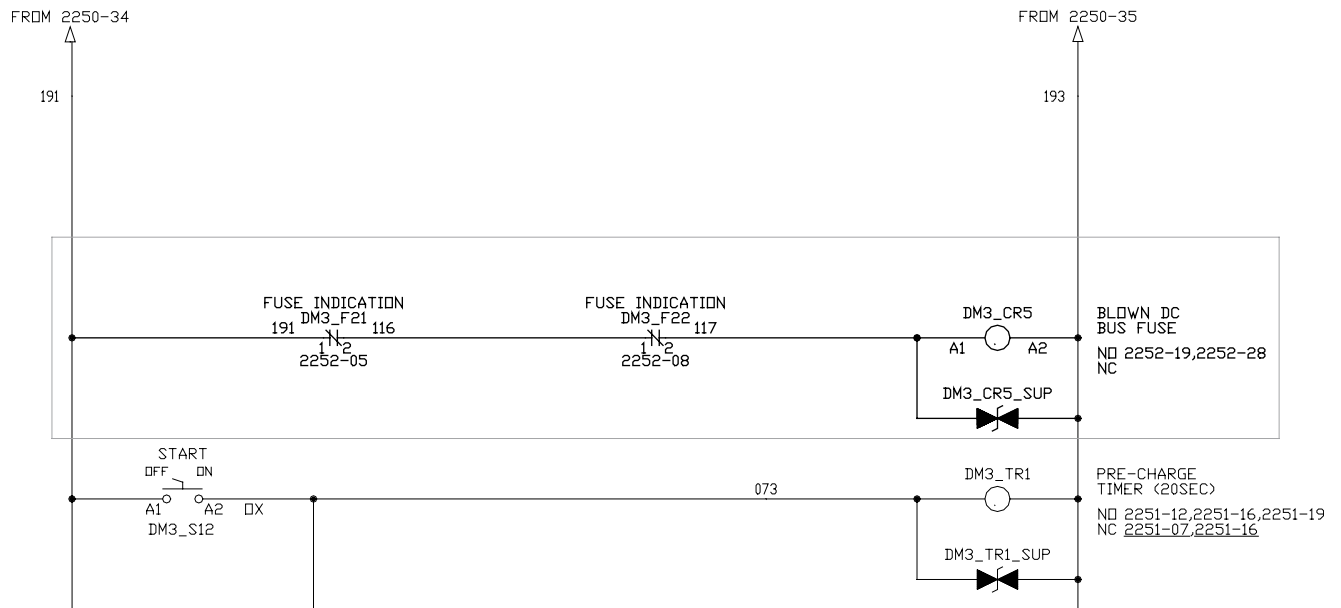 FROM 2250-34
FROM 2250-35
191
193
FUSE INDICATION
DM3_F21
191 116
1 2
2252-05
FUSE INDICATION
DM3_F22
117
1 2
2252-08
DM3_CR5
A1 A2
BLOWN DC
BUS FUSE
NO 2252-19,2252-28
NC
DM3_CR5_SUP
START
OFF ON
A1 A2 OX
DM3_S12
073
DM3_TR1
PRE-CHARGE
TIMER (20SEC)
NO 2251-12,2251-16,2251-19
NC 2251-07,2251-16
DM3_TR1_SUP